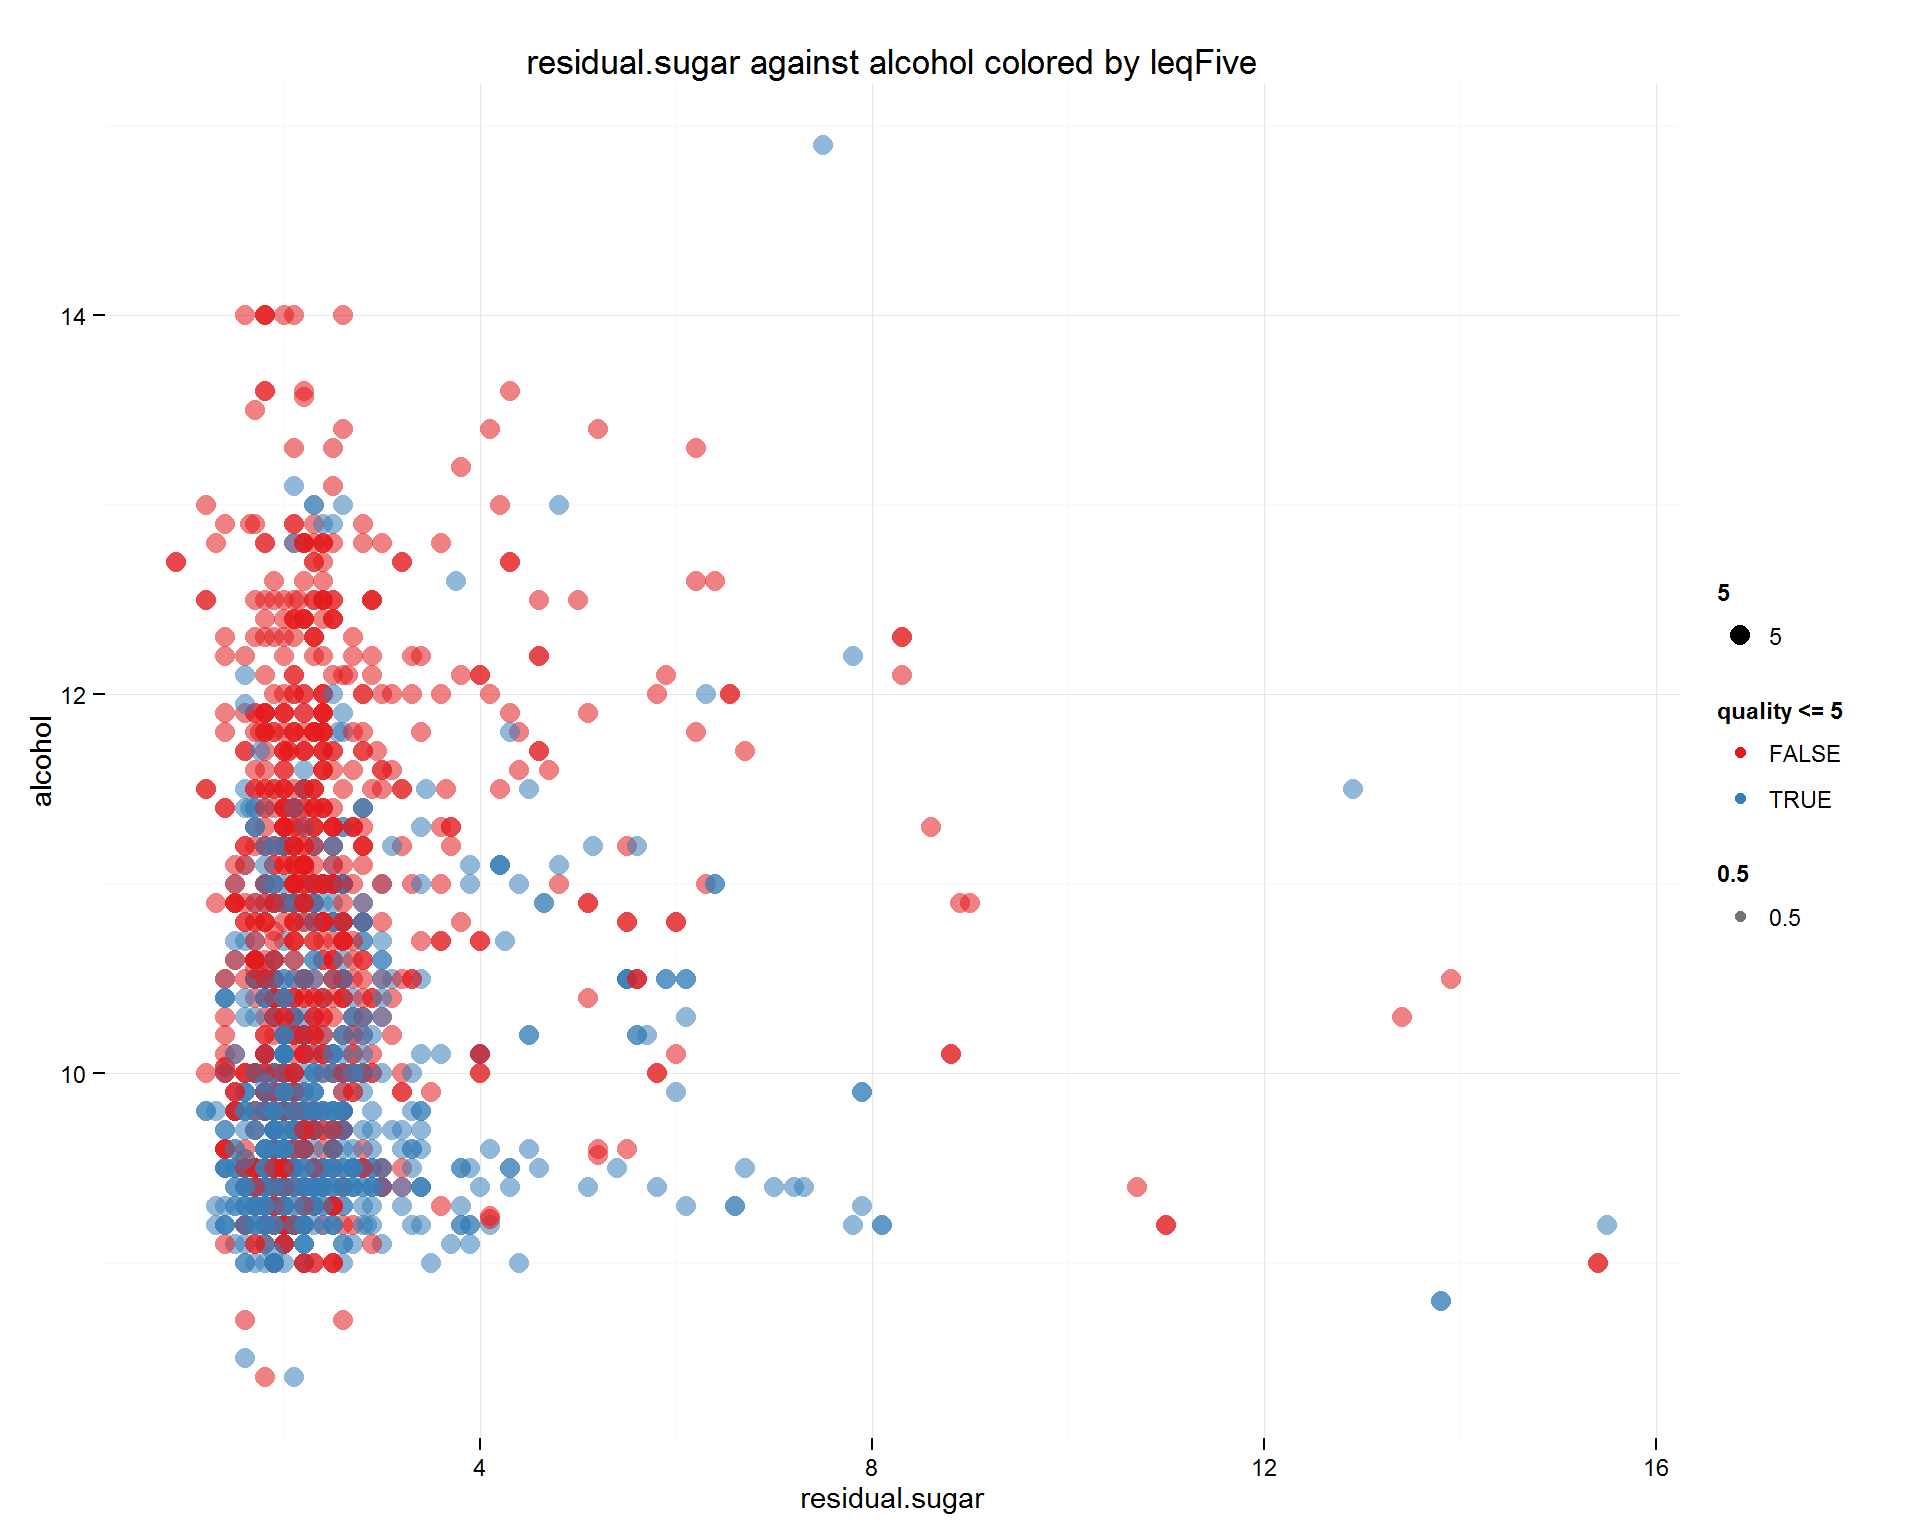 residual.sugar against alcohol colored by leqFive
14
12
10
alcohol
4
8
12
16
residual.sugar
5
5
quality <= 5
FALSE
TRUE
0.5
0.5